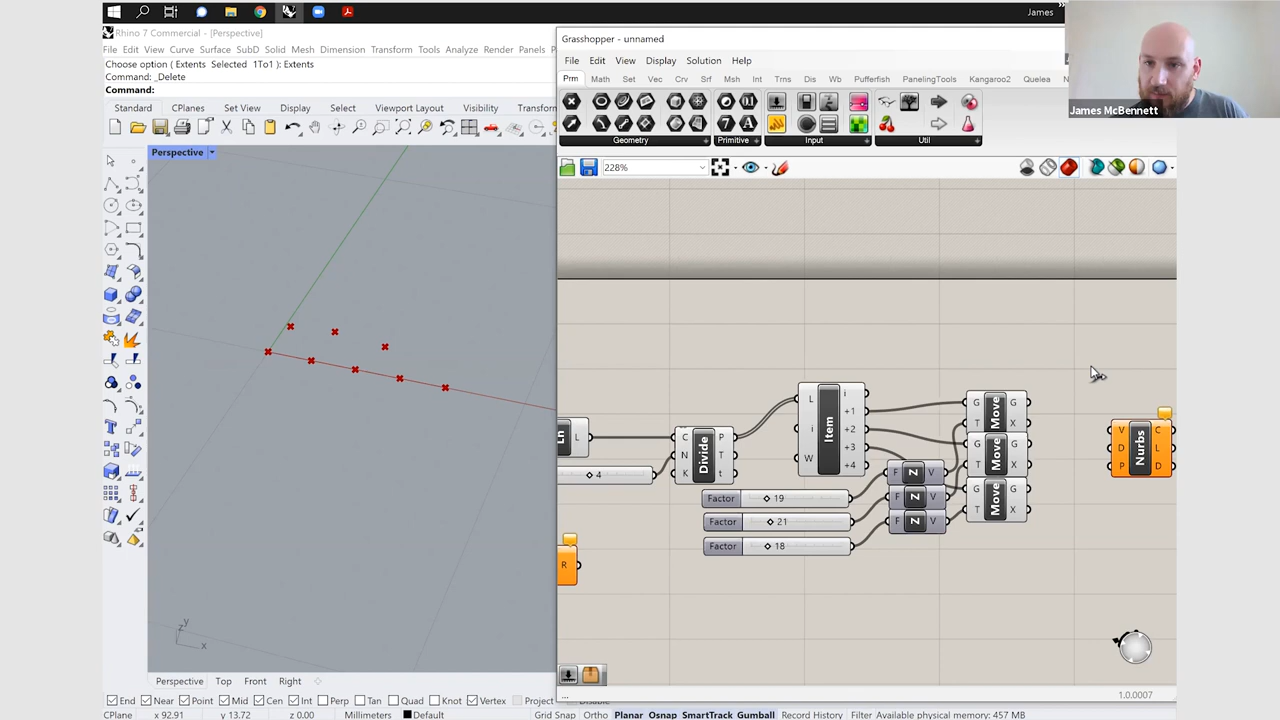 James
Rhino 7 Commercial - [Perspective]
File Edit View Curve Surface SubD Solid Mesh Dimension Transform Tools Analyze Render Panels
Choose option ( Extents Selected 1To1 ): Extents
Command: _Delete
Command:
Standard CPlanes Set View Display Select Viewport Layout Visibility Transform
Perspective
z y
x
Perspective Top Front Right
End Near Point Mid Cen Int Perp Tan Quad Knot Vertex Project Disable
CPlane x 92.91 y 13.72 z 0.00 Millimeters Default Grid Snap Ortho Planar Osnap SmartTrack Gumball Record History Filter Available physical memory: 457 MB
Grasshopper - unnamed
File Edit View Display Solution Help
Prm Math Set Vec Crv Srf Msh Int Trns Dis Wb Pufferfish PanelingTools Kangaroo2 Quelea
Geometry Primitive Input Util
228%
Ln L
4
C N K Divide P T t
L i W Item i +1 +2 +3 +4
Factor 19
Factor 21
Factor 18
F Z V
F Z V
F Z V
G T Move G X
G T Move G X
G T Move G X
V D P Nurbs C L D
R
...
1.0.0007
James McBennett